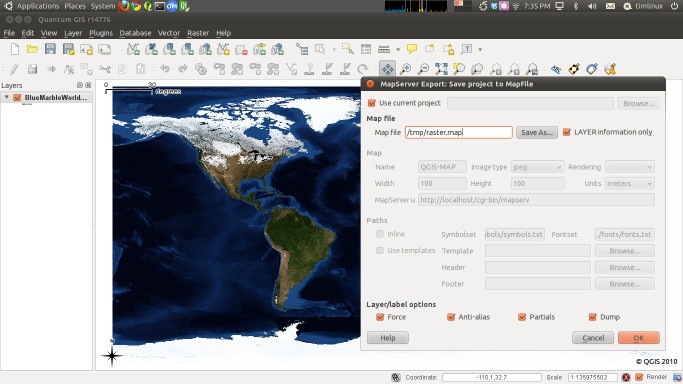 Applications Places System
7:35 PM timlinux
Quantum GIS r14776
File Edit View Layer Plugins Database Vector Raster Help
Layers
BlueMarbleWorld...
0 30
degrees
MapServer Export: Save project to MapFile
Use current project Browse...
Map file
Map file /tmp/raster.map Save As... LAYER information only
Map
Name QGIS-MAP Image type jpeg Rendering
Width 100 Height 100 Units meters
MapServer u http://localhost/cgi-bin/mapserv
Paths
Inline Symbolset bols/symbols.txt Fontset ./fonts/fonts.txt
Use templates Template Browse...
Header Browse...
Footer Browse...
Layer/label options
Force Anti-alias Partials Dump
Help Cancel OK
© QGIS 2010
Coordinate: -110.1,32.7 Scale 1:135975503 Render